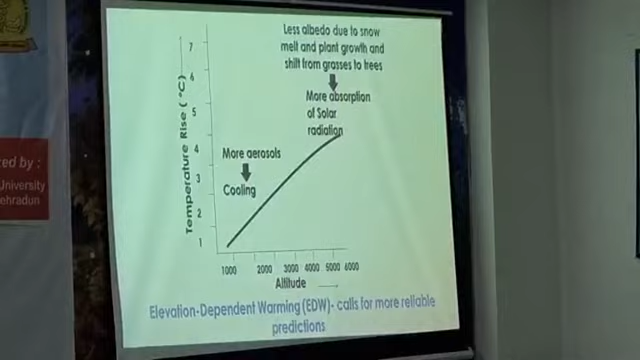 Less albedo due to snow
melt and plant growth and
shift from grasses to trees
More absorption
of Solar
radiation
More aerosols
Cooling
Temperature Rise (°C)
7
6
5
4
3
2
1
1000 2000 3000 4000 5000 6000
Altitude
Elevation-Dependent Warming (EDW)- calls for more reliable
predictions
ed by :
University
ehradun